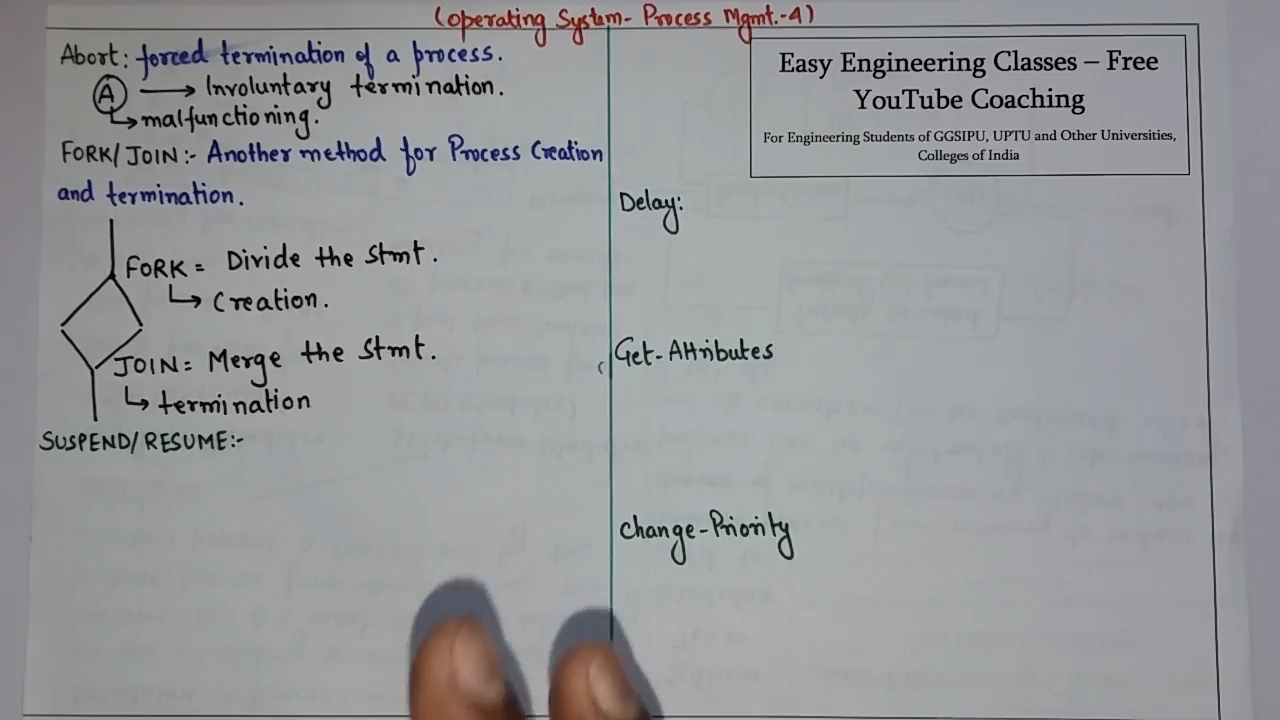 (Operating System- Process Mgmt.-4)
Abort: forced termination of a process.
A → Involuntary termination.
↳ malfunctioning.
FORK/JOIN:- Another method for Process Creation
and termination.
FORK = Divide the stmt.
↳ Creation.
JOIN = Merge the stmt.
↳ termination
SUSPEND/RESUME:-
Easy Engineering Classes – Free
YouTube Coaching
For Engineering Students of GGSIPU, UPTU and Other Universities,
Colleges of India
Delay:
Get-Attributes
Change-Priority